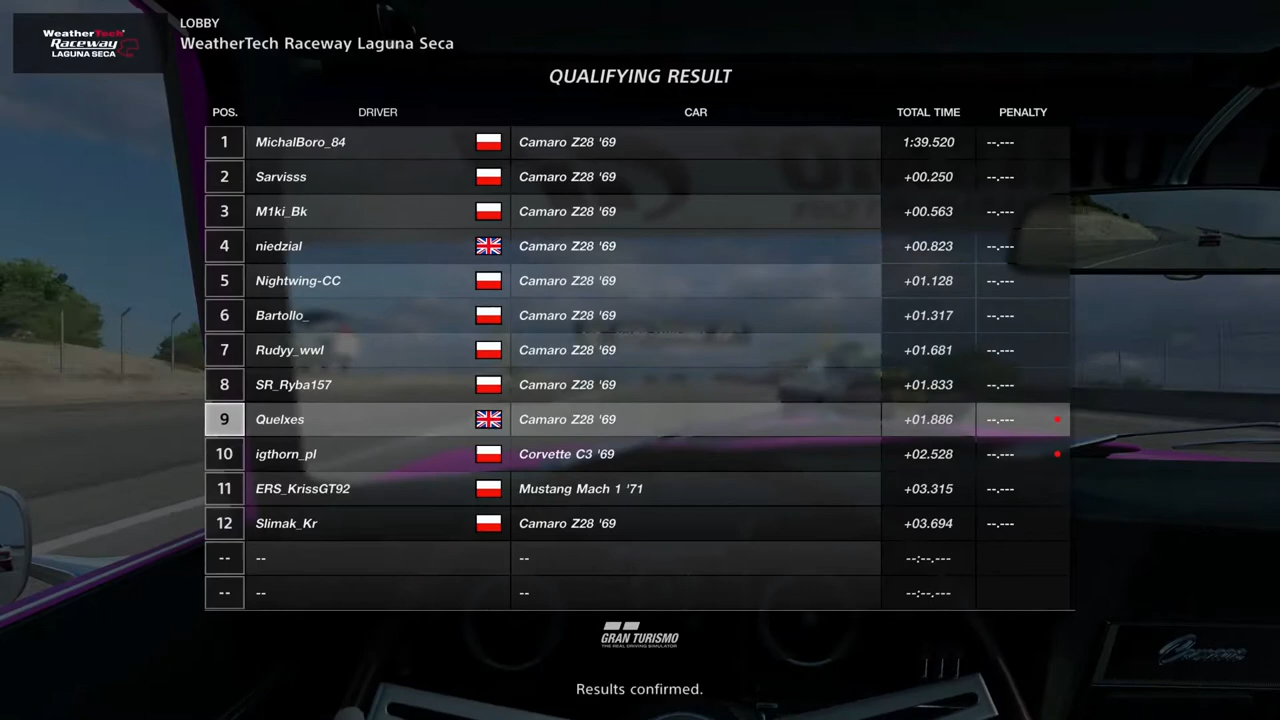 LOBBY
WeatherTech Raceway Laguna Seca
WeatherTech
Raceway
LAGUNA SECA
QUALIFYING RESULT
POS. DRIVER CAR TOTAL TIME PENALTY
1 MichalBoro_84 Camaro Z28 '69 1:39.520 --.---
2 Sarvisss Camaro Z28 '69 +00.250 --.---
3 M1ki_Bk Camaro Z28 '69 +00.563 --.---
4 niedzial Camaro Z28 '69 +00.823 --.---
5 Nightwing-CC Camaro Z28 '69 +01.128 --.---
6 Bartollo_ Camaro Z28 '69 +01.317 --.---
7 Rudyy_wwl Camaro Z28 '69 +01.681 --.---
8 SR_Ryba157 Camaro Z28 '69 +01.833 --.---
9 Quelxes Camaro Z28 '69 +01.886 --.---
10 igthorn_pl Corvette C3 '69 +02.528 --.---
11 ERS_KrissGT92 Mustang Mach 1 '71 +03.315 --.---
12 Slimak_Kr Camaro Z28 '69 +03.694 --.---
-- -- -- --:--.---
-- -- -- --:--.---
GRAN TURISMO
THE REAL DRIVING SIMULATOR
Camaro
Results confirmed.